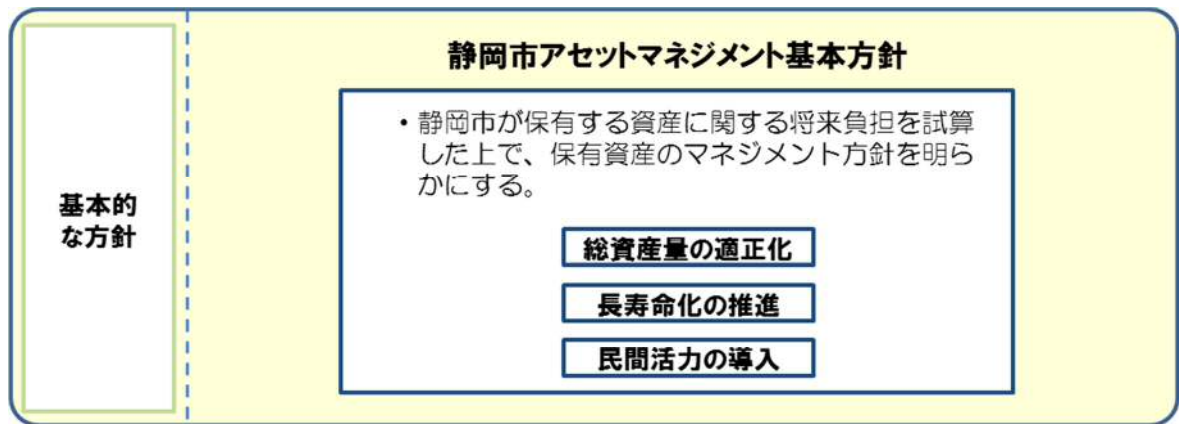 静岡市アセットマネジメント基本方針
・静岡市が保有する資産に関する将来負担を試算
した上で、保有資産のマネジメント方針を明ら
かにする。
基本的
な方針
総資産量の適正化
長寿命化の推進
民間活力の導入